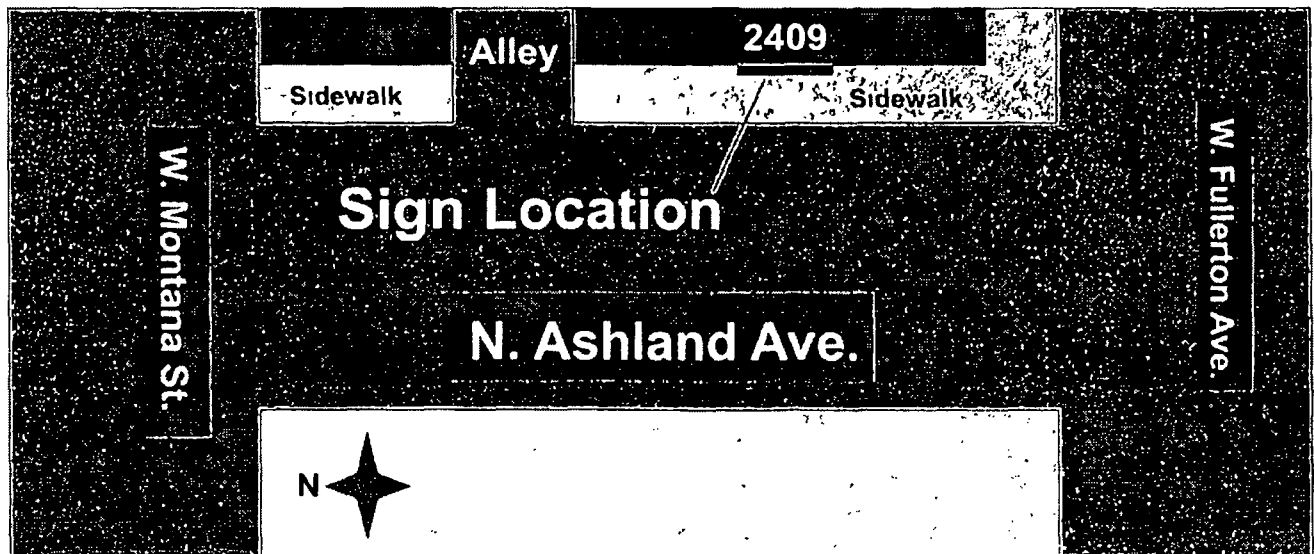 2409
Alley
Sidewalk
Sidewalk
W. Montana St.
W. Fullerton Ave.
Sign Location
N. Ashland Ave.
N